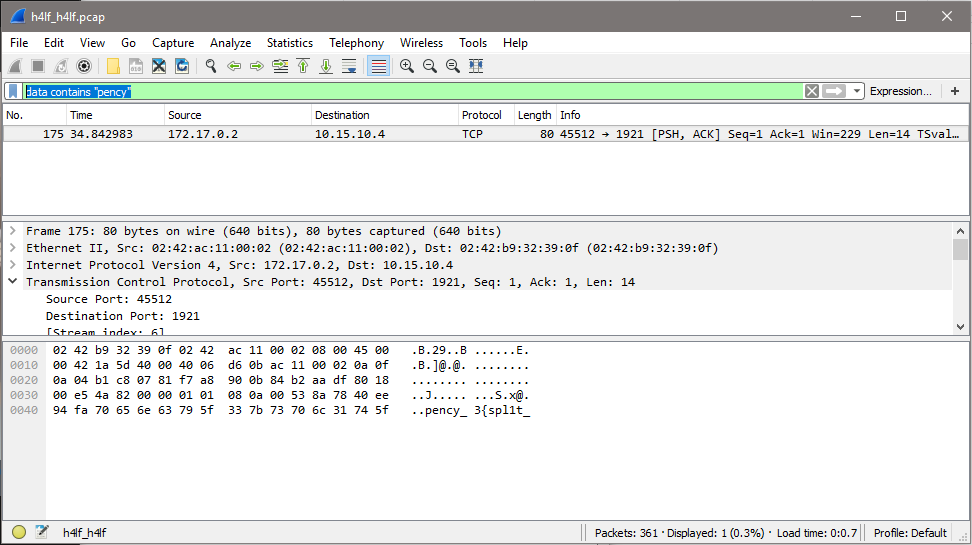 h4lf_h4lf.pcap
File Edit View Go Capture Analyze Statistics Telephony Wireless Tools Help
data contains "pency" Expression... +
No. Time Source Destination Protocol Length Info
175 34.842983 172.17.0.2 10.15.10.4 TCP 80 45512 → 1921 [PSH, ACK] Seq=1 Ack=1 Win=229 Len=14 TSval…
Frame 175: 80 bytes on wire (640 bits), 80 bytes captured (640 bits)
Ethernet II, Src: 02:42:ac:11:00:02 (02:42:ac:11:00:02), Dst: 02:42:b9:32:39:0f (02:42:b9:32:39:0f)
Internet Protocol Version 4, Src: 172.17.0.2, Dst: 10.15.10.4
Transmission Control Protocol, Src Port: 45512, Dst Port: 1921, Seq: 1, Ack: 1, Len: 14
Source Port: 45512
Destination Port: 1921
[Stream index: 6]
0000 02 42 b9 32 39 0f 02 42 ac 11 00 02 08 00 45 00 .B.29..B ......E.
0010 00 42 1a 5d 40 00 40 06 d6 0b ac 11 00 02 0a 0f .B.]@.@. ........
0020 0a 04 b1 c8 07 81 f7 a8 90 0b 84 b2 aa df 80 18 ........ ........
0030 00 e5 4a 82 00 00 01 01 08 0a 00 53 8a 78 40 ee ..J..... ...S.x@.
0040 94 fa 70 65 6e 63 79 5f 33 7b 73 70 6c 31 74 5f ..pency_ 3{spl1t_
h4lf_h4lf Packets: 361 · Displayed: 1 (0.3%) · Load time: 0:0.7 Profile: Default